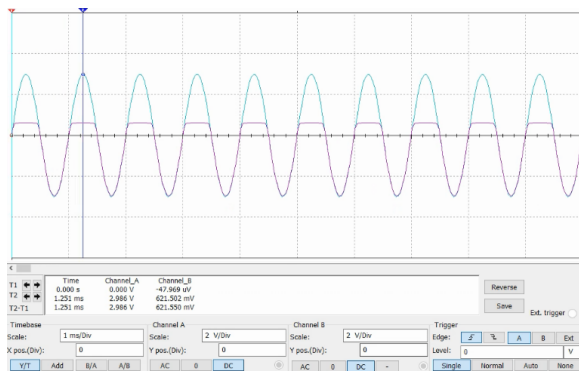 Time Channel_A Channel_B
T1 0.000 s 0.000 V -47.969 uV
T2 1.251 ms 2.986 V 621.502 mV
T2-T1 1.251 ms 2.986 V 621.550 mV
Reverse
Save
Ext. trigger
Timebase Channel A Channel B Trigger
Scale: 1 ms/Div Scale: 2 V/Div Scale: 2 V/Div Edge: A B Ext
X pos.(Div): 0 Y pos.(Div): 0 Y pos.(Div): 0 Level: 0 V
Y/T Add B/A A/B AC 0 DC AC 0 DC - Single Normal Auto None